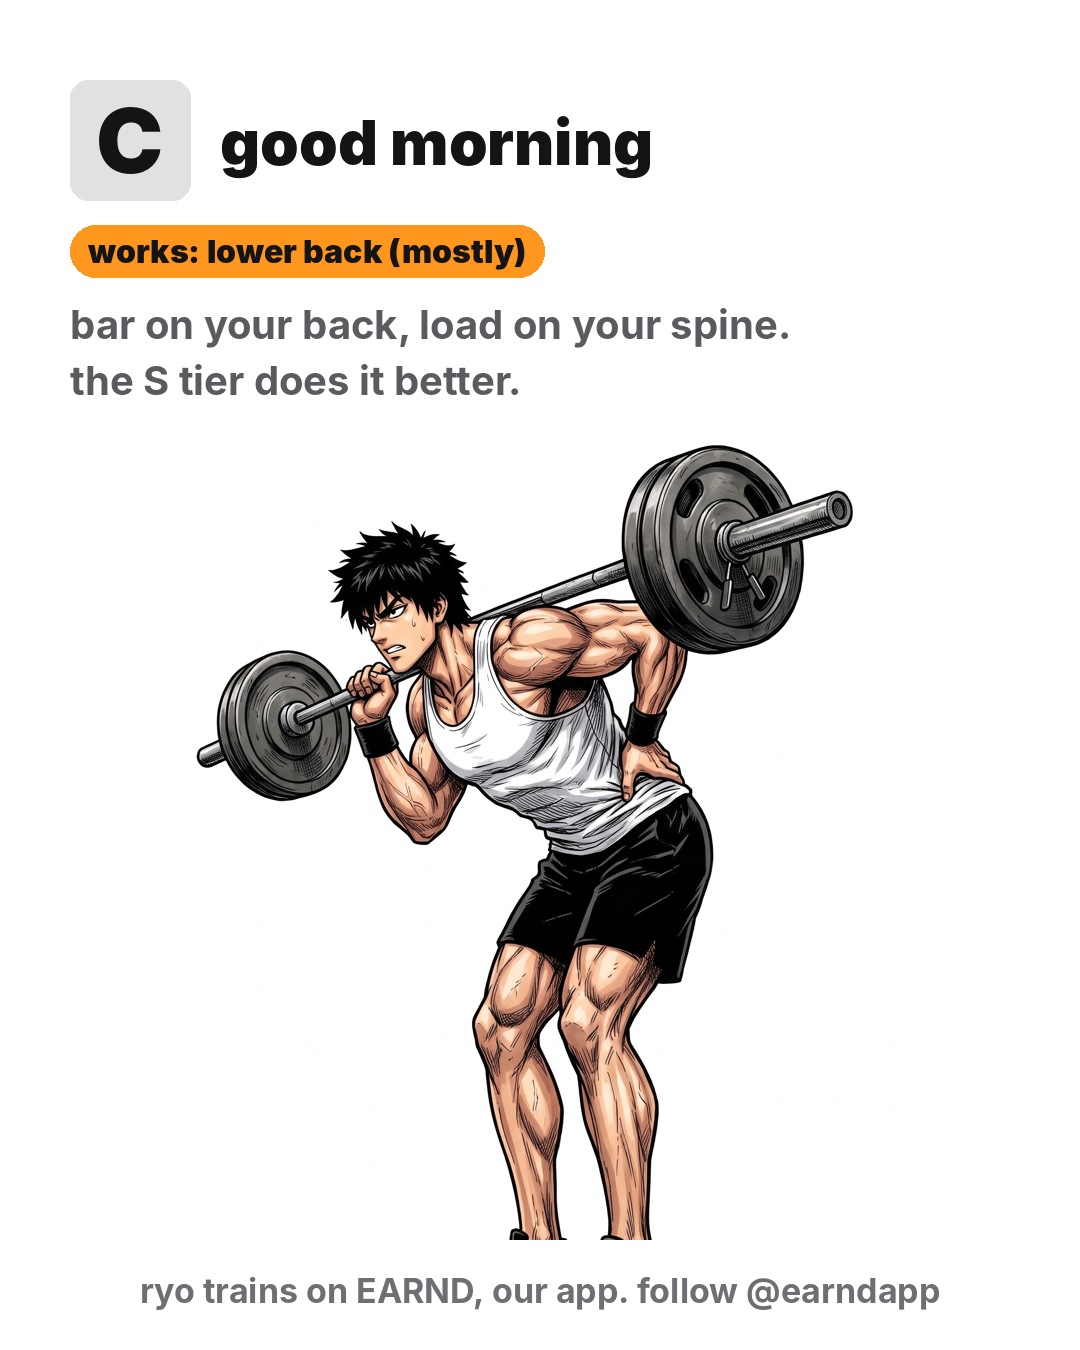 C
good morning
works: lower back (mostly)
bar on your back, load on your spine.
the S tier does it better.
ryo trains on EARND, our app. follow @earndapp